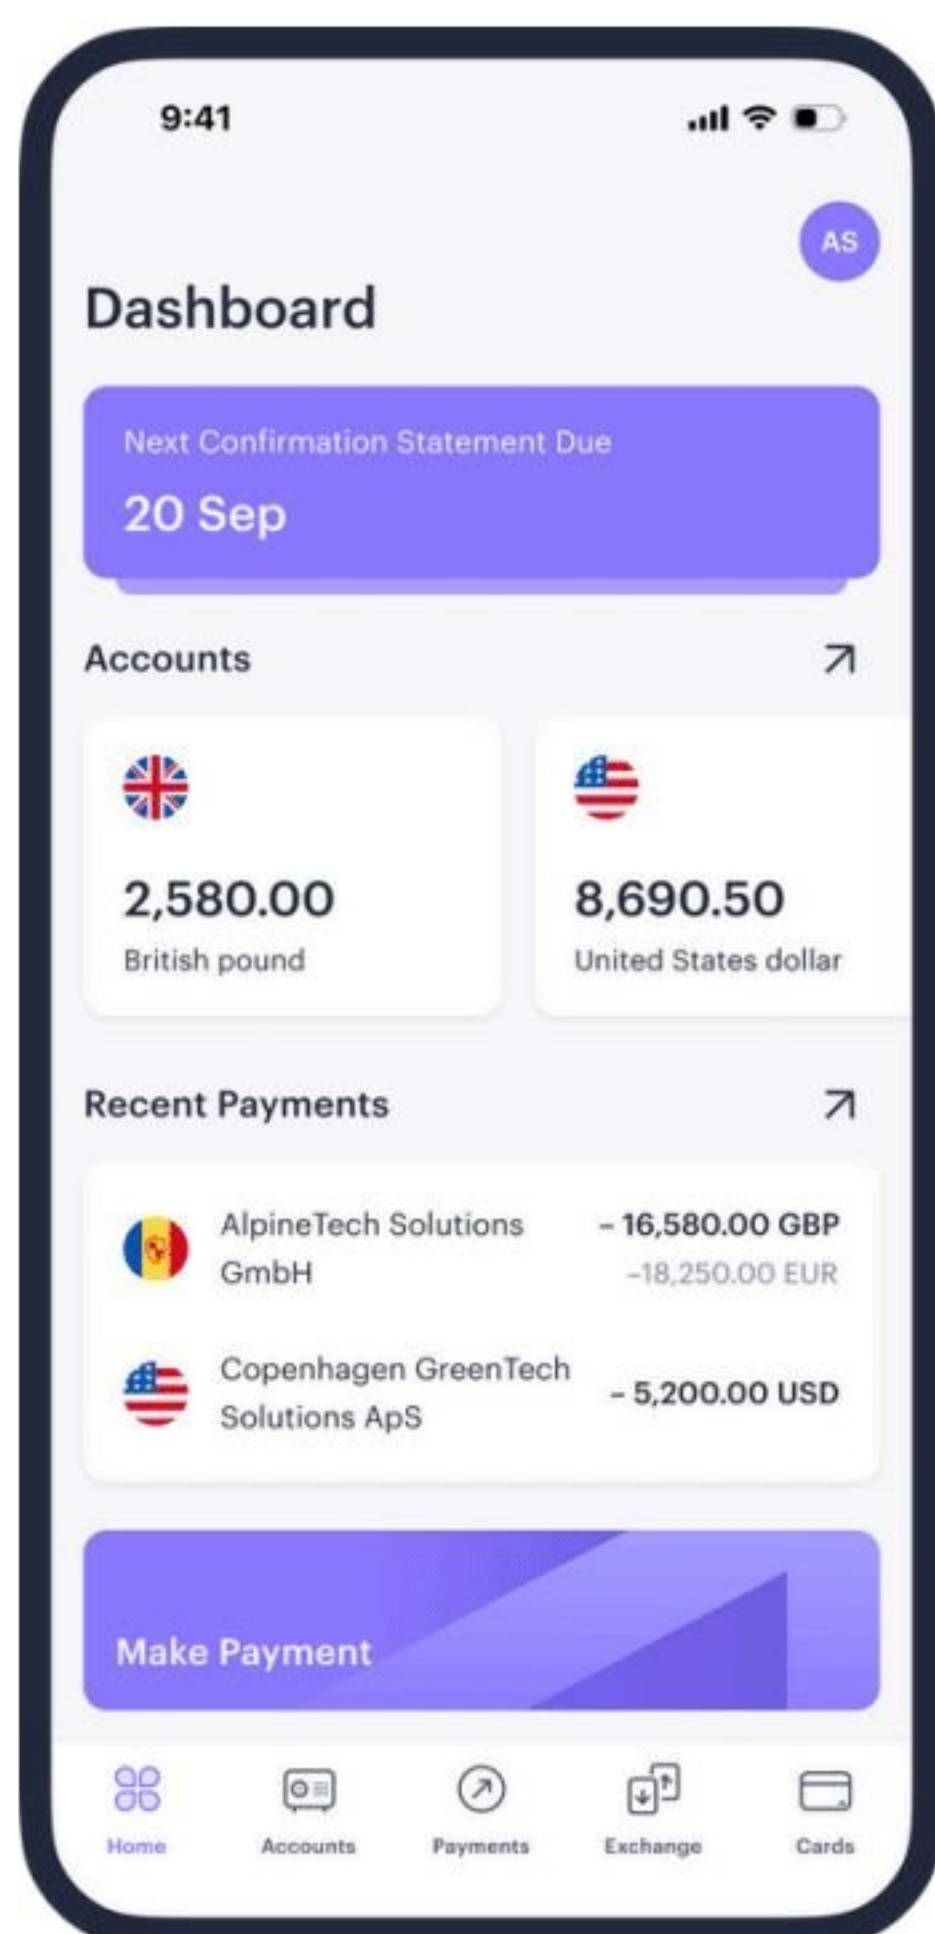 9:41
AS
Dashboard
Next Confirmation Statement Due
20 Sep
Accounts
2,580.00
British pound
8,690.50
United States dollar
Recent Payments
AlpineTech Solutions
GmbH
– 16,580.00 GBP
–18,250.00 EUR
Copenhagen GreenTech
Solutions ApS
– 5,200.00 USD
Make Payment
Home
Accounts
Payments
Exchange
Cards